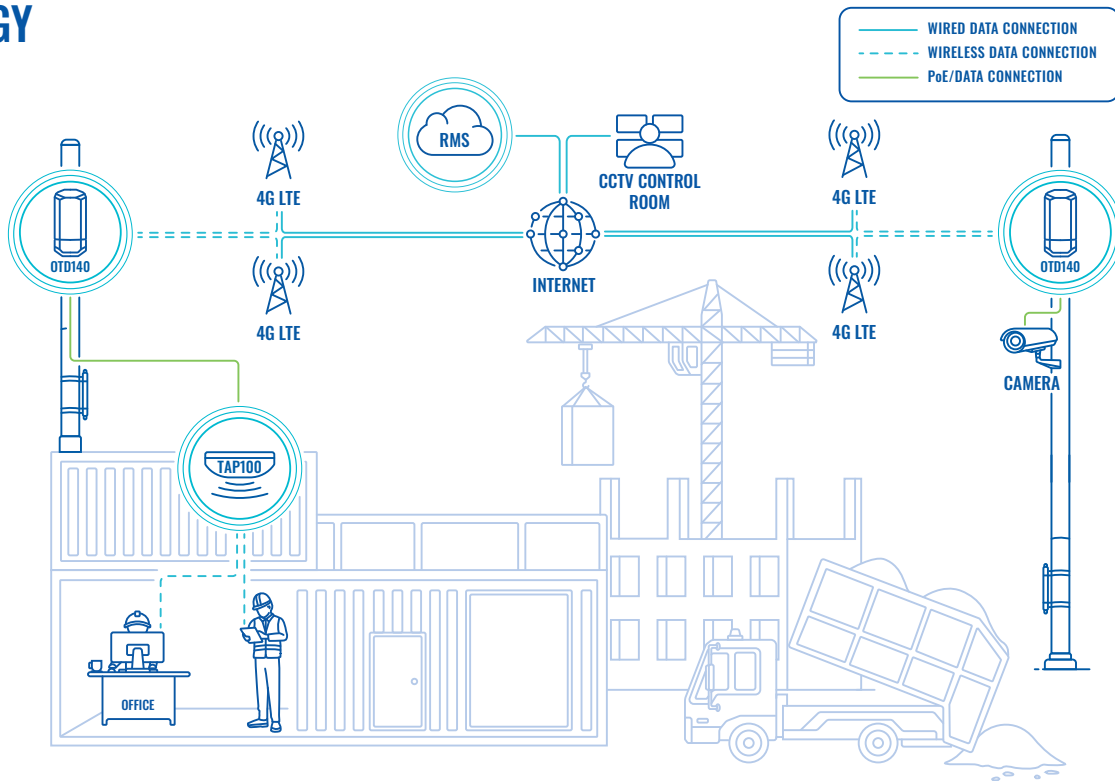 GY
WIRED DATA CONNECTION
WIRELESS DATA CONNECTION
PoE/DATA CONNECTION
RMS
CCTV CONTROL
ROOM
4G LTE
4G LTE
OTD140
OTD140
INTERNET
4G LTE
4G LTE
CAMERA
TAP100
OFFICE